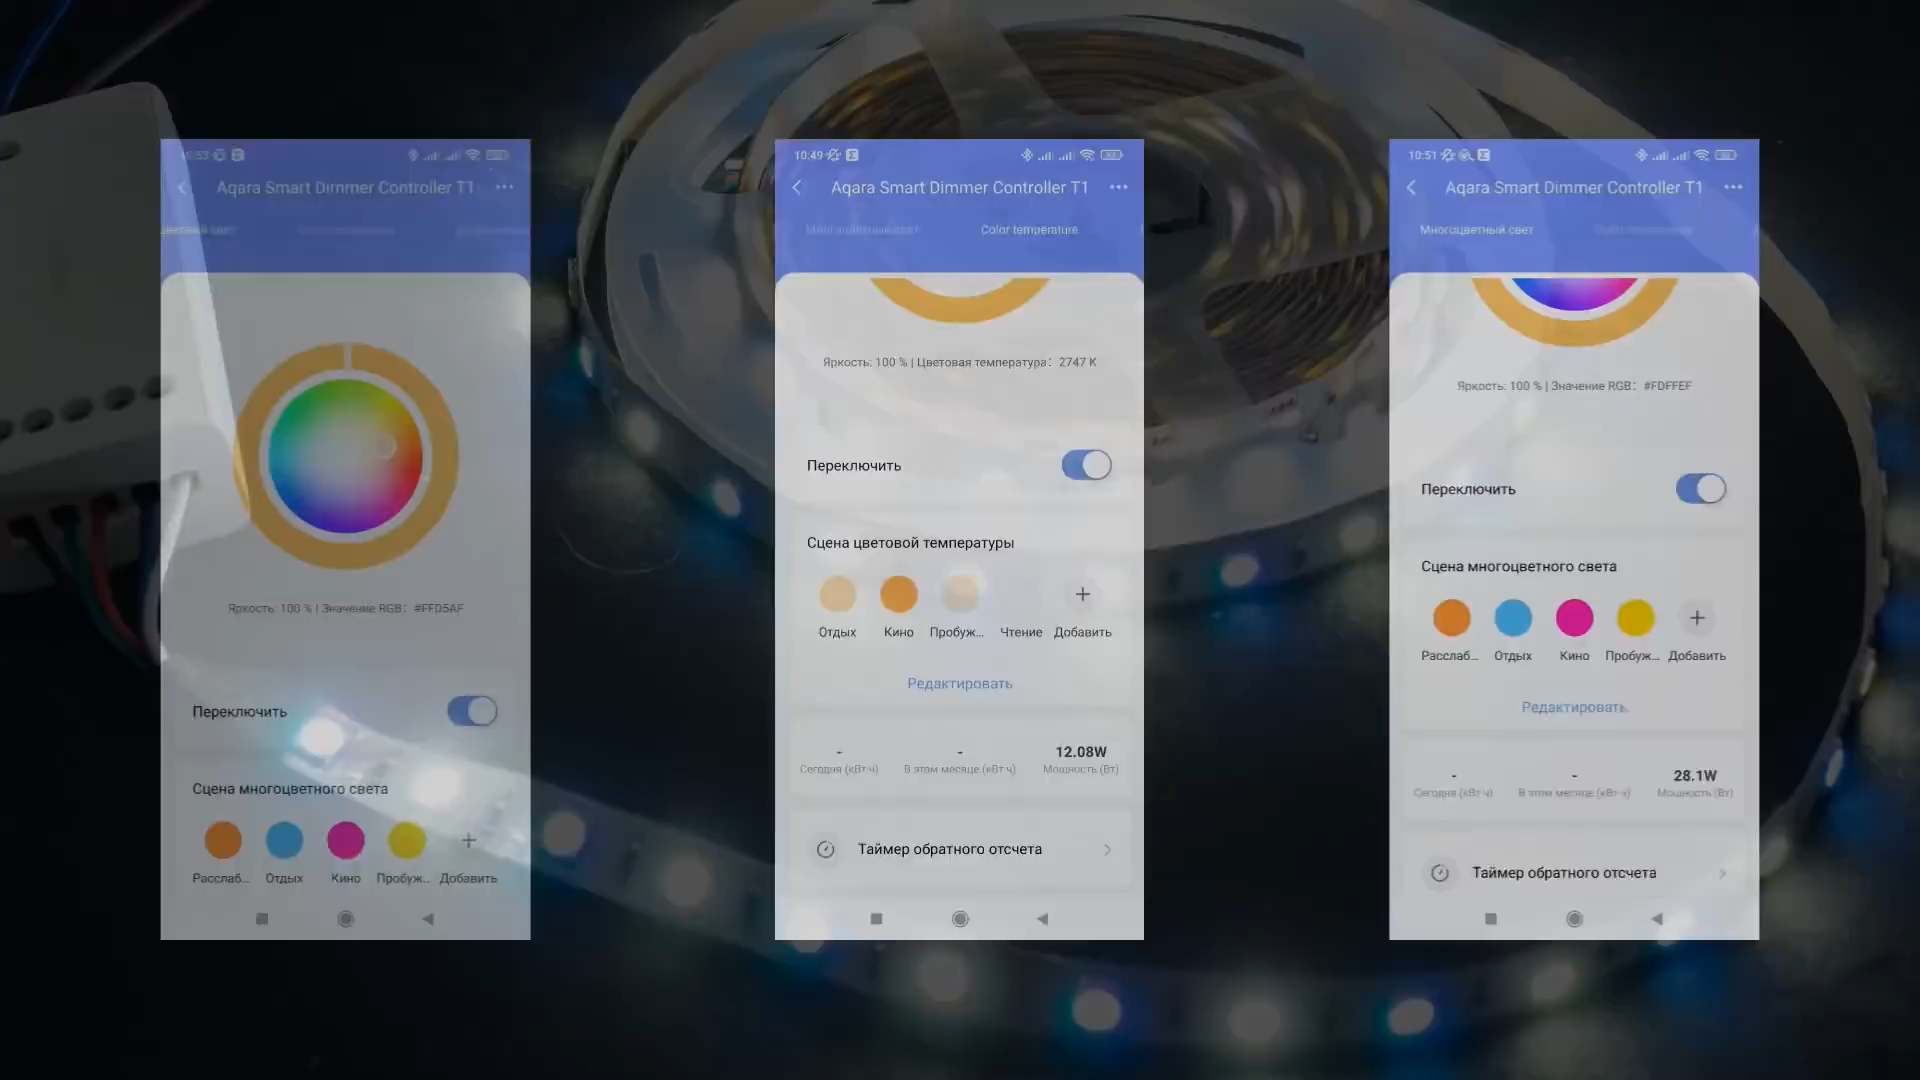 10:53
Aqara Smart Dimmer Controller T1
Яркость: 100 % | Значение RGB: #FFD5AF
Переключить
Сцена многоцветного света
Расслаб... Отдых Кино Пробуж... Добавить
10:49
Aqara Smart Dimmer Controller T1
Многоцветный свет Color temperature
Яркость: 100 % | Цветовая температура: 2747 K
Переключить
Сцена цветовой температуры
Отдых Кино Пробуж... Чтение Добавить
Редактировать
- - 12.08W
Сегодня (кВт·ч) В этом месяце (кВт·ч) Мощность (Вт)
Таймер обратного отсчета
10:51
Aqara Smart Dimmer Controller T1
Многоцветный свет
Яркость: 100 % | Значение RGB: #FDFFEF
Переключить
Сцена многоцветного света
Расслаб... Отдых Кино Пробуж... Добавить
Редактировать
- - 28.1W
Сегодня (кВт·ч) В этом месяце (кВт·ч) Мощность (Вт)
Таймер обратного отсчета